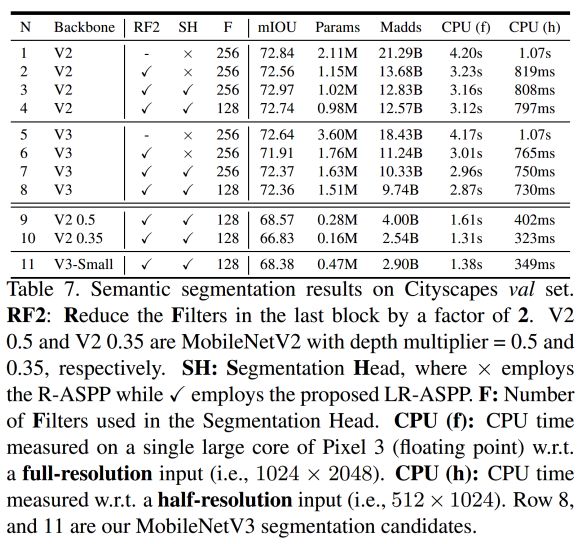 N Backbone RF2 SH F mIOU Params Madds CPU (f) CPU (h)
1 V2 - × 256 72.84 2.11M 21.29B 4.20s 1.07s
2 V2 ✓ × 256 72.56 1.15M 13.68B 3.23s 819ms
3 V2 ✓ ✓ 256 72.97 1.02M 12.83B 3.16s 808ms
4 V2 ✓ ✓ 128 72.74 0.98M 12.57B 3.12s 797ms
5 V3 - × 256 72.64 3.60M 18.43B 4.17s 1.07s
6 V3 ✓ × 256 71.91 1.76M 11.24B 3.01s 765ms
7 V3 ✓ ✓ 256 72.37 1.63M 10.33B 2.96s 750ms
8 V3 ✓ ✓ 128 72.36 1.51M 9.74B 2.87s 730ms
9 V2 0.5 ✓ ✓ 128 68.57 0.28M 4.00B 1.61s 402ms
10 V2 0.35 ✓ ✓ 128 66.83 0.16M 2.54B 1.31s 323ms
11 V3-Small ✓ ✓ 128 68.38 0.47M 2.90B 1.38s 349ms
Table 7. Semantic segmentation results on Cityscapes val set.
RF2: Reduce the Filters in the last block by a factor of 2. V2
0.5 and V2 0.35 are MobileNetV2 with depth multiplier = 0.5 and
0.35, respectively. SH: Segmentation Head, where × employs
the R-ASPP while ✓ employs the proposed LR-ASPP. F: Number
of Filters used in the Segmentation Head. CPU (f): CPU time
measured on a single large core of Pixel 3 (floating point) w.r.t.
a full-resolution input (i.e., 1024 × 2048). CPU (h): CPU time
measured w.r.t. a half-resolution input (i.e., 512 × 1024). Row 8,
and 11 are our MobileNetV3 segmentation candidates.